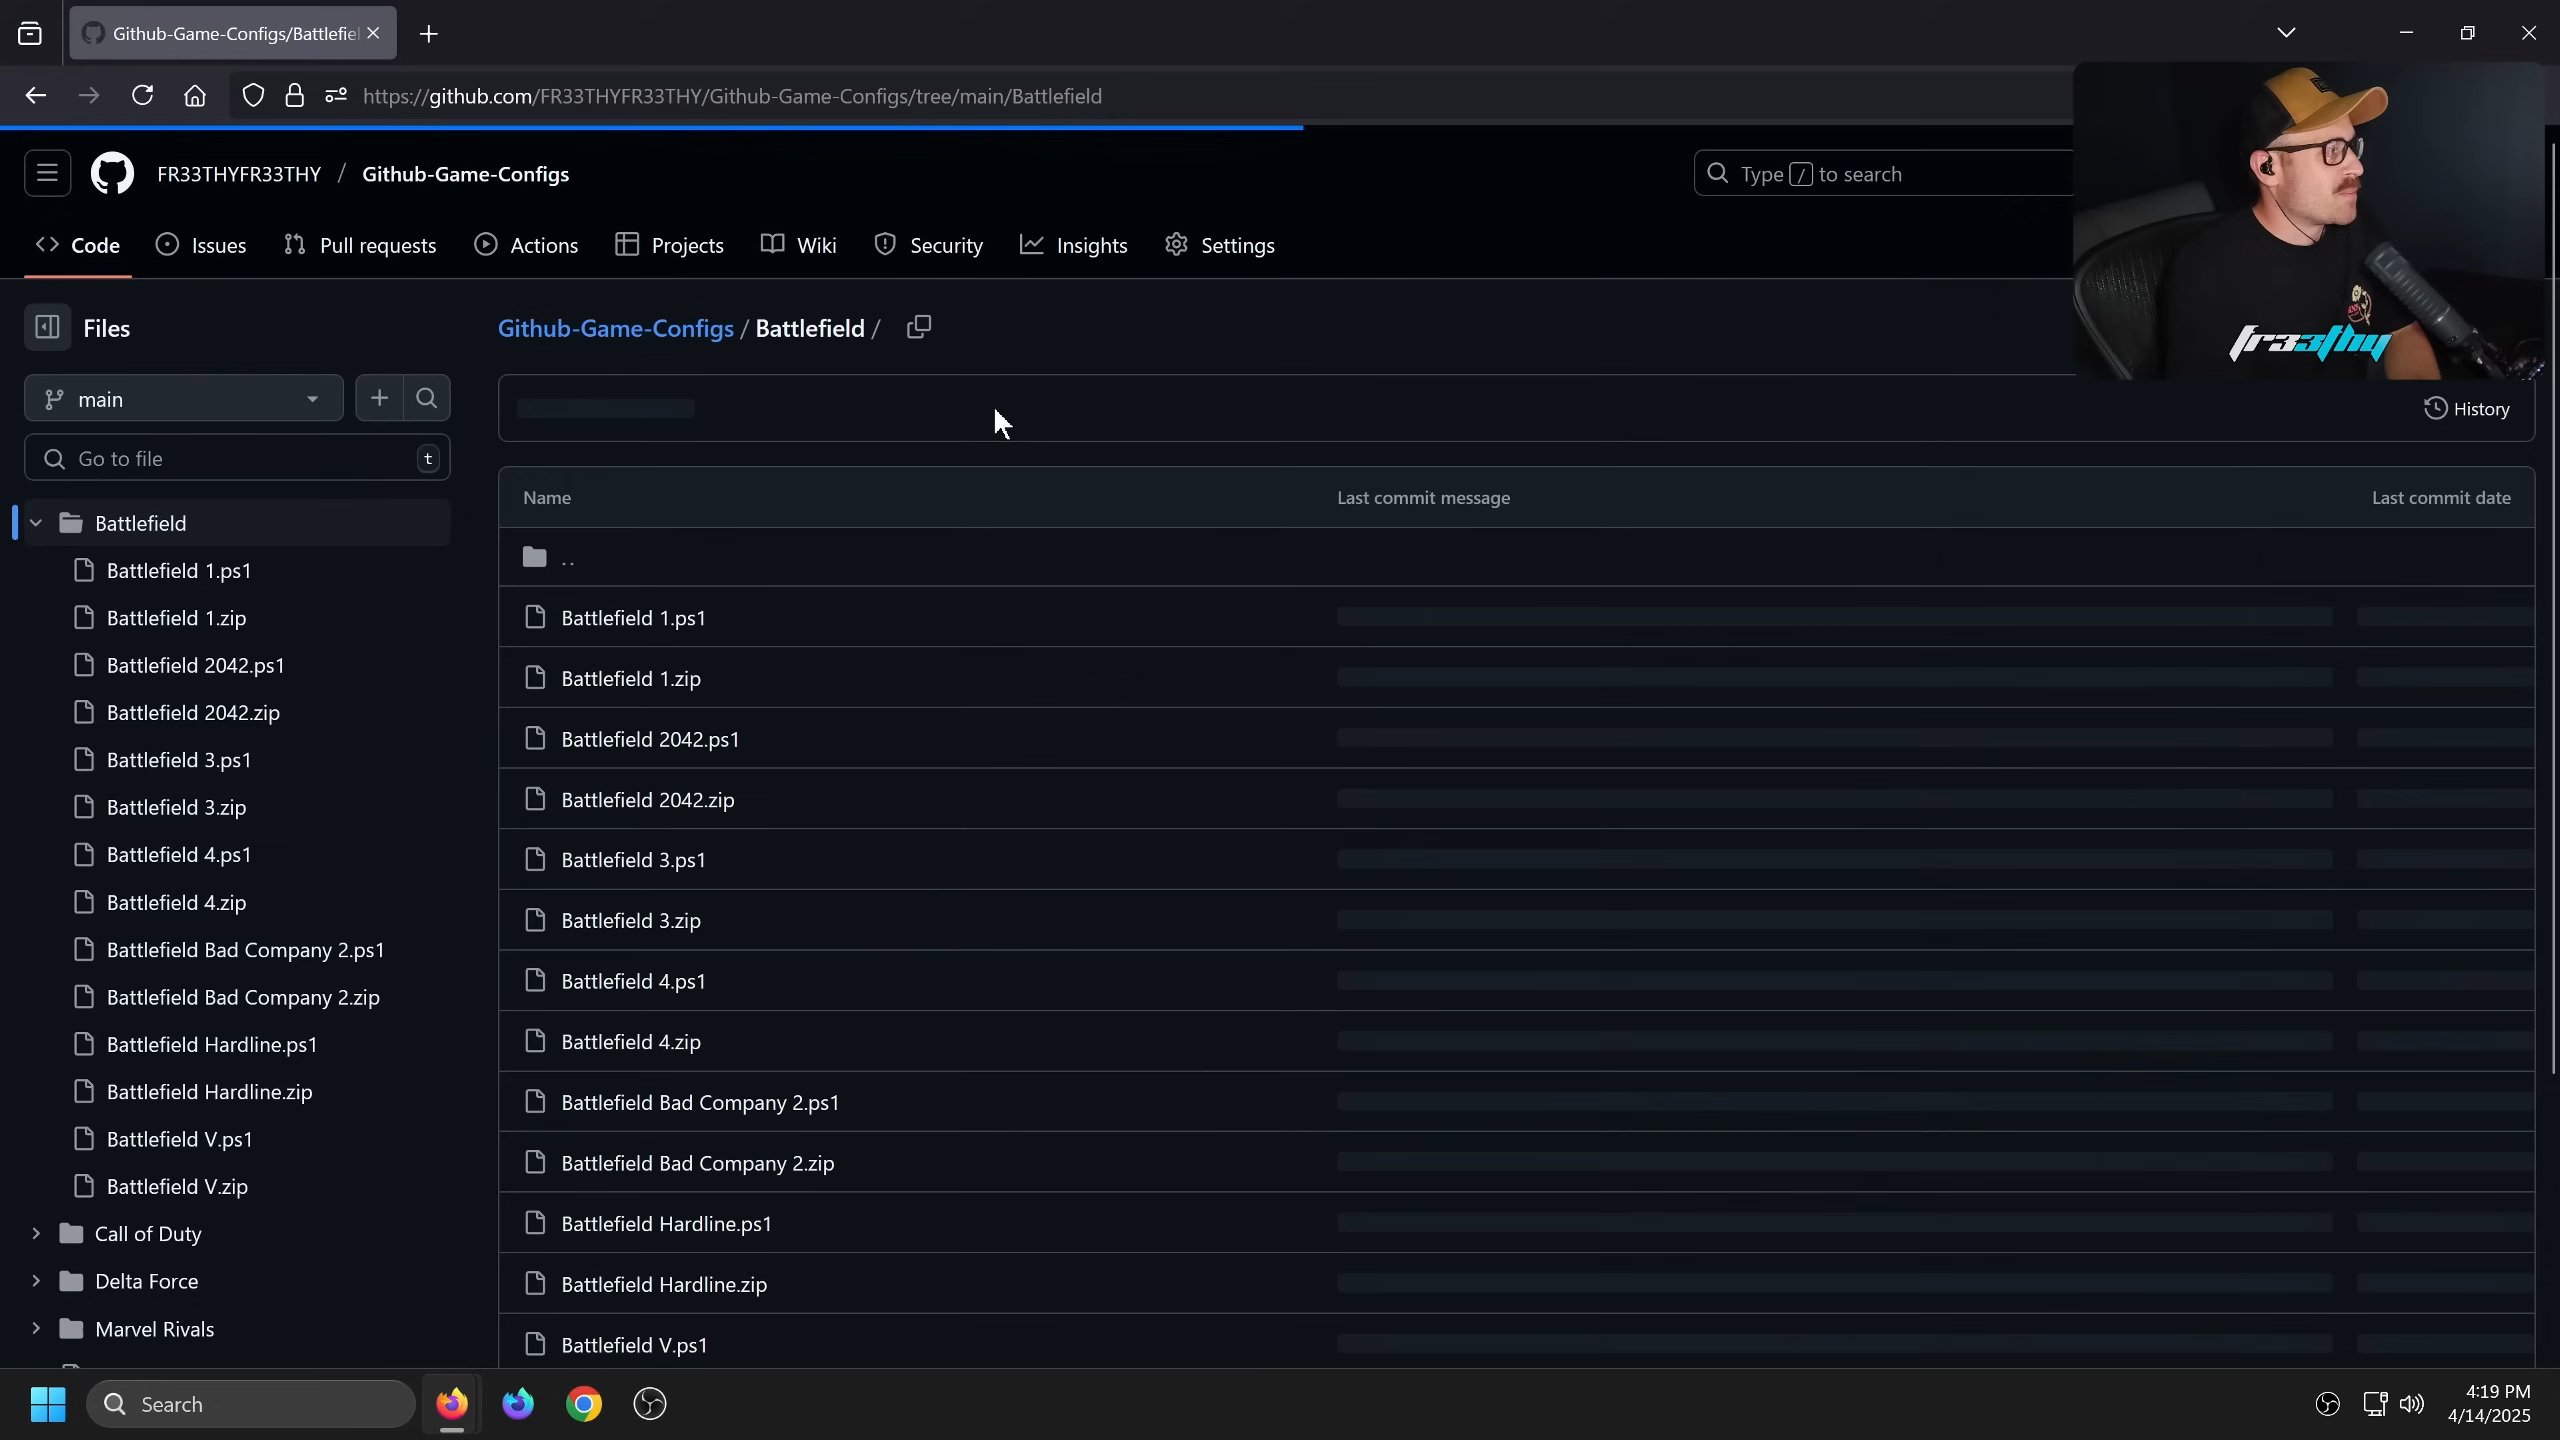 Github-Game-Configs/Battlefiel
https://github.com/FR33THYFR33THY/Github-Game-Configs/tree/main/Battlefield
FR33THYFR33THY / Github-Game-Configs
Type / to search
Code
Issues
Pull requests
Actions
Projects
Wiki
Security
Insights
Settings
fr33thy
Files
main
Go to file
t
Battlefield
Battlefield 1.ps1
Battlefield 1.zip
Battlefield 2042.ps1
Battlefield 2042.zip
Battlefield 3.ps1
Battlefield 3.zip
Battlefield 4.ps1
Battlefield 4.zip
Battlefield Bad Company 2.ps1
Battlefield Bad Company 2.zip
Battlefield Hardline.ps1
Battlefield Hardline.zip
Battlefield V.ps1
Battlefield V.zip
Call of Duty
Delta Force
Marvel Rivals
Github-Game-Configs / Battlefield /
History
Name
Last commit message
Last commit date
..
Battlefield 1.ps1
Battlefield 1.zip
Battlefield 2042.ps1
Battlefield 2042.zip
Battlefield 3.ps1
Battlefield 3.zip
Battlefield 4.ps1
Battlefield 4.zip
Battlefield Bad Company 2.ps1
Battlefield Bad Company 2.zip
Battlefield Hardline.ps1
Battlefield Hardline.zip
Battlefield V.ps1
Search
4:19 PM
4/14/2025